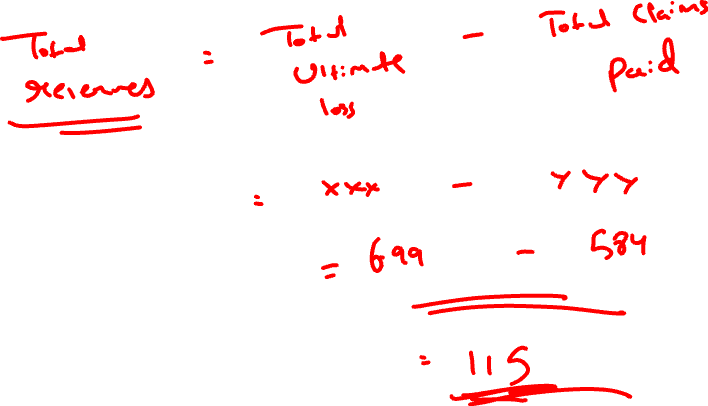 Total reserves = Total Ultimate loss - Total Claims Paid
= xxx - YYY
= 699 - 584
= 115